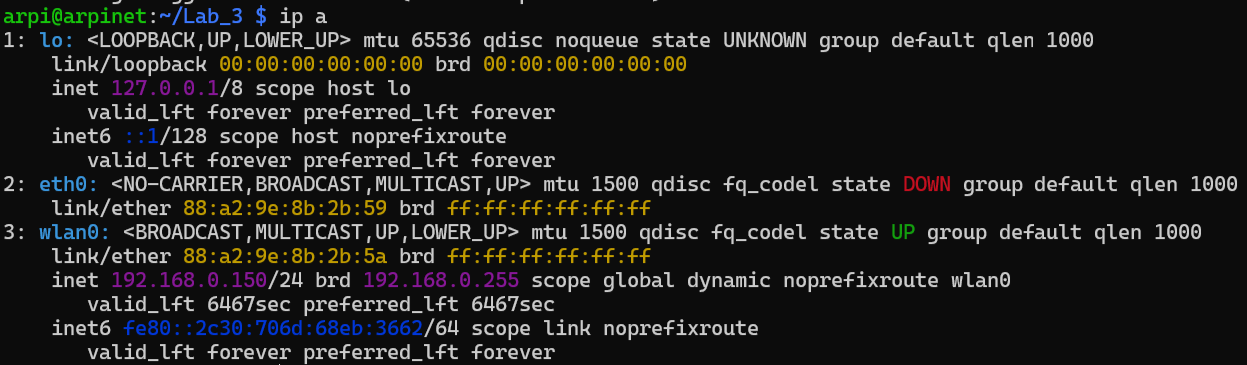 arpi@arpinet:~/Lab_3 $ ip a
1: lo: <LOOPBACK,UP,LOWER_UP> mtu 65536 qdisc noqueue state UNKNOWN group default qlen 1000
    link/loopback 00:00:00:00:00:00 brd 00:00:00:00:00:00
    inet 127.0.0.1/8 scope host lo
       valid_lft forever preferred_lft forever
    inet6 ::1/128 scope host noprefixroute
       valid_lft forever preferred_lft forever
2: eth0: <NO-CARRIER,BROADCAST,MULTICAST,UP> mtu 1500 qdisc fq_codel state DOWN group default qlen 1000
    link/ether 88:a2:9e:8b:2b:59 brd ff:ff:ff:ff:ff:ff
3: wlan0: <BROADCAST,MULTICAST,UP,LOWER_UP> mtu 1500 qdisc fq_codel state UP group default qlen 1000
    link/ether 88:a2:9e:8b:2b:5a brd ff:ff:ff:ff:ff:ff
    inet 192.168.0.150/24 brd 192.168.0.255 scope global dynamic noprefixroute wlan0
       valid_lft 6467sec preferred_lft 6467sec
    inet6 fe80::2c30:706d:68eb:3662/64 scope link noprefixroute
       valid_lft forever preferred_lft forever